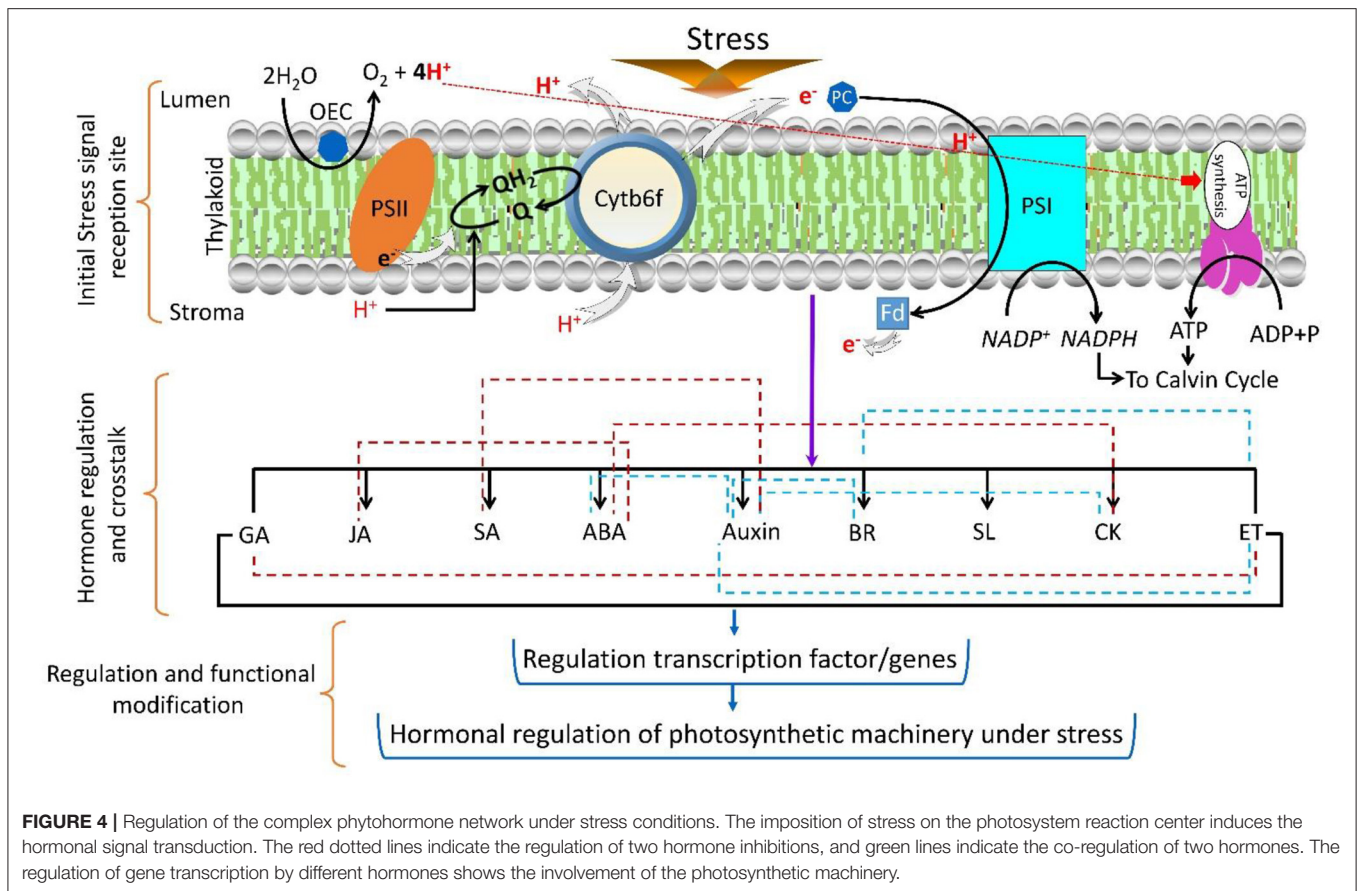 Stress
2H₂O
O₂ + 4H⁺
H⁺
e⁻
PC
Lumen
OEC
H⁺
Initial Stress signal
reception site
Thylakoid
PSII
QH₂
Q
Cytb6f
PSI
ATP
synthesis
e⁻
Stroma
H⁺
H⁺
Fd
e⁻
NADP⁺
NADPH
ATP
ADP+P
To Calvin Cycle
Hormone regulation
and crosstalk
GA
JA
SA
ABA
Auxin
BR
SL
CK
ET
Regulation and functional
modification
Regulation transcription factor/genes
Hormonal regulation of photosynthetic machinery under stress
FIGURE 4 | Regulation of the complex phytohormone network under stress conditions. The imposition of stress on the photosystem reaction center induces the
hormonal signal transduction. The red dotted lines indicate the regulation of two hormone inhibitions, and green lines indicate the co-regulation of two hormones. The
regulation of gene transcription by different hormones shows the involvement of the photosynthetic machinery.